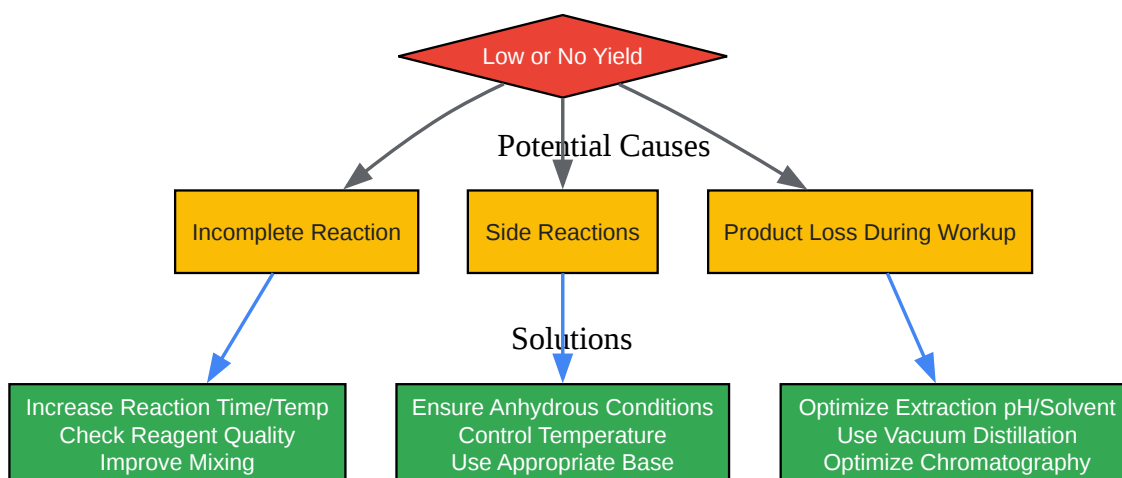 Low or No Yield
Potential Causes
Incomplete Reaction
Side Reactions
Product Loss During Workup
Solutions
Increase Reaction Time/Temp
Check Reagent Quality
Improve Mixing
Ensure Anhydrous Conditions
Control Temperature
Use Appropriate Base
Optimize Extraction pH/Solvent
Use Vacuum Distillation
Optimize Chromatography